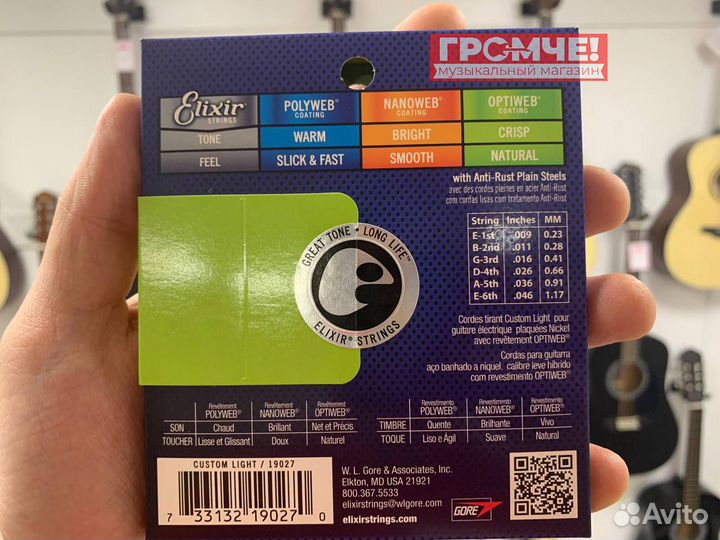 ГРОМЧЕ!
музыкальный магазин
Elixir STRINGS POLYWEB® COATING NANOWEB® COATING OPTIWEB® COATING
TONE WARM BRIGHT CRISP
FEEL SLICK & FAST SMOOTH NATURAL
with Anti-Rust Plain Steels
avec des cordes pleines en acier Anti-Rust
com cordas lisas com tratamento Anti-Rust
String Inches MM
E-1st .009 0.23
B-2nd .011 0.28
G-3rd .016 0.41
D-4th .026 0.66
A-5th .036 0.91
E-6th .046 1.17
GREAT TONE • LONG LIFE™
ELIXIR® STRINGS
Cordes tirant Custom Light pour
guitare électrique plaquées Nickel
avec revêtement OPTIWEB®
Cordas para guitarra
aço banhado a níquel, calibre leve híbrido
com revestimento OPTIWEB®
Revêtement POLYWEB® Revêtement NANOWEB® Revêtement OPTIWEB®
SON Chaud Brillant Net et Précis
TOUCHER Lisse et Glissant Doux Naturel
Revestimento POLYWEB® Revestimento NANOWEB® Revestimento OPTIWEB®
TIMBRE Quente Brilhante Vivo
TOQUE Liso e Ágil Suave Natural
CUSTOM LIGHT / 19027
7 33132 19027 0
W. L. Gore & Associates, Inc.
Elkton, MD USA 21921
800.367.5533
elixirstrings@wlgore.com
elixirstrings.com
GORE
Avito